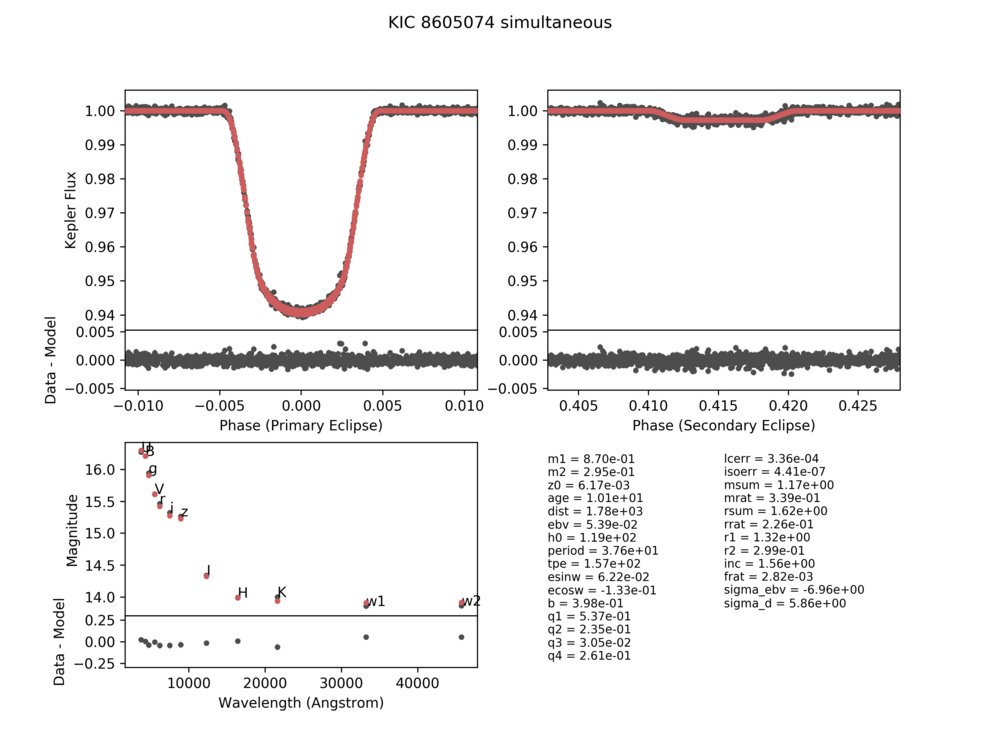 KIC 8605074 simultaneous
1.00
0.99
0.98
0.97
0.96
0.95
0.94
Kepler Flux
0.005
0.000
−0.005
Data - Model
−0.010 −0.005 0.000 0.005 0.010
Phase (Primary Eclipse)
1.00
0.99
0.98
0.97
0.96
0.95
0.94
0.005
0.000
−0.005
0.405 0.410 0.415 0.420 0.425
Phase (Secondary Eclipse)
16.0
15.5
15.0
14.5
14.0
Magnitude
B
g
V
r
i
z
J
H
K
w1
w2
0.25
0.00
−0.25
Data - Model
10000 20000 30000 40000
Wavelength (Angstrom)
m1 = 8.70e-01
m2 = 2.95e-01
z0 = 6.17e-03
age = 1.01e+01
dist = 1.78e+03
ebv = 5.39e-02
h0 = 1.19e+02
period = 3.76e+01
tpe = 1.57e+02
esinw = 6.22e-02
ecosw = -1.33e-01
b = 3.98e-01
q1 = 5.37e-01
q2 = 2.35e-01
q3 = 3.05e-02
q4 = 2.61e-01
lcerr = 3.36e-04
isoerr = 4.41e-07
msum = 1.17e+00
mrat = 3.39e-01
rsum = 1.62e+00
rrat = 2.26e-01
r1 = 1.32e+00
r2 = 2.99e-01
inc = 1.56e+00
frat = 2.82e-03
sigma_ebv = -6.96e+00
sigma_d = 5.86e+00